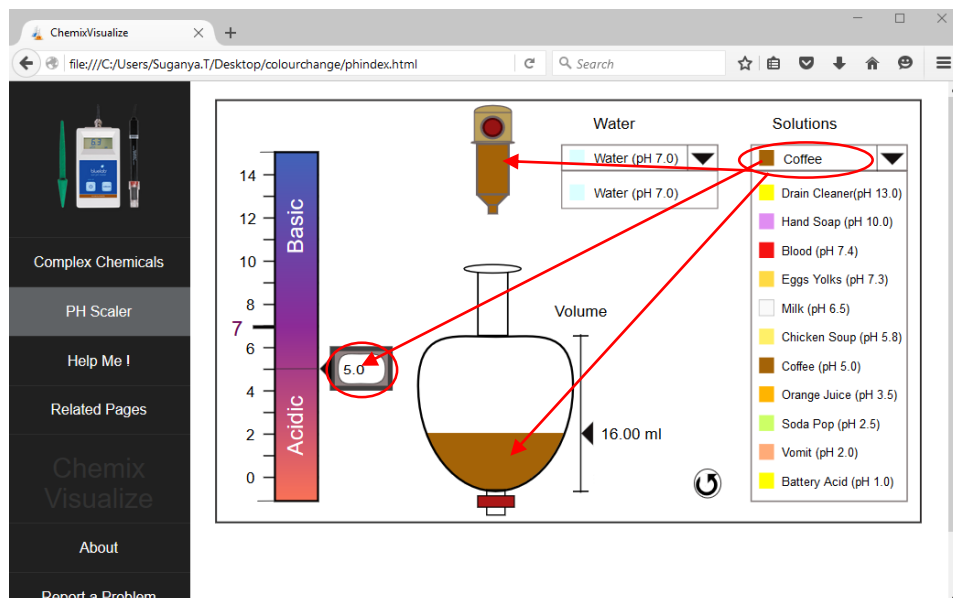 ChemixVisualize
file:///C:/Users/Suganya.T/Desktop/colourchange/phindex.html
Search
63
Complex Chemicals
PH Scaler
Help Me !
Related Pages
Chemix
Visualize
About
Report a Problem
14
12
10
8
7
6
4
2
0
Basic
Acidic
5.0
Water
Water (pH 7.0)
Water (pH 7.0)
Volume
16.00 ml
Solutions
Coffee
Drain Cleaner(pH 13.0)
Hand Soap (pH 10.0)
Blood (pH 7.4)
Eggs Yolks (pH 7.3)
Milk (pH 6.5)
Chicken Soup (pH 5.8)
Coffee (pH 5.0)
Orange Juice (pH 3.5)
Soda Pop (pH 2.5)
Vomit (pH 2.0)
Battery Acid (pH 1.0)